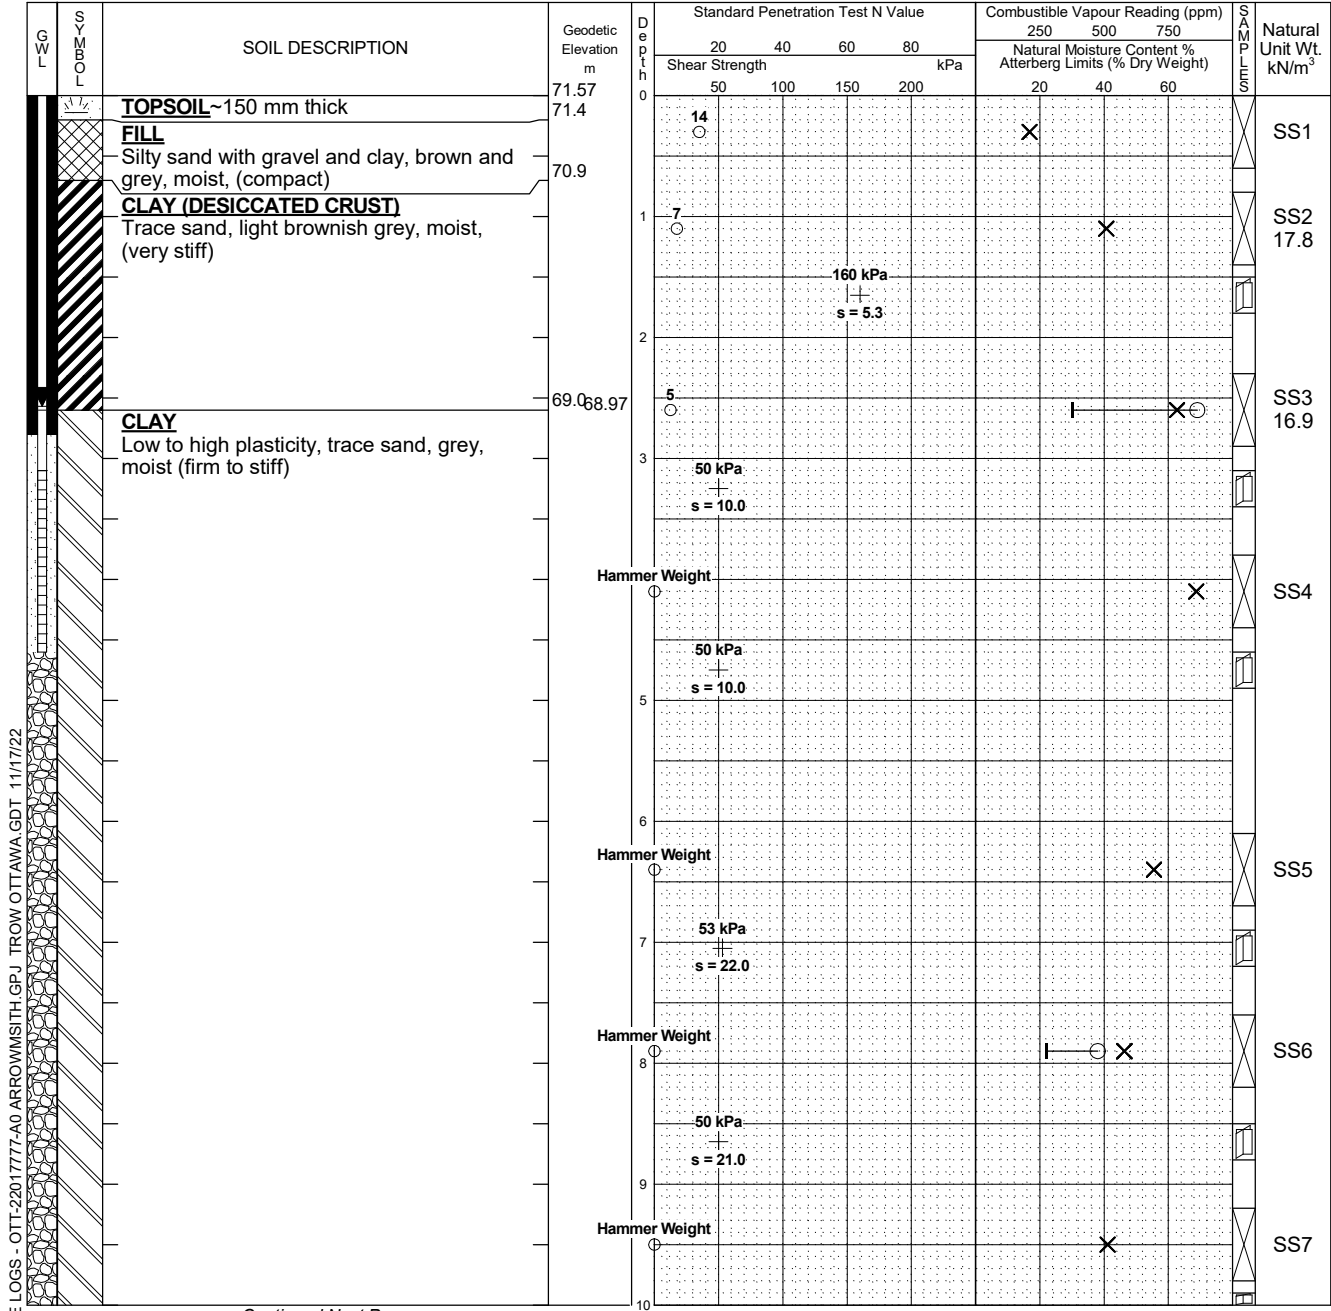 GWL
SYMBOL
SOIL DESCRIPTION
Geodetic
Elevation
m
71.57
Depth
Standard Penetration Test N Value
20 40 60 80
Shear Strength kPa
50 100 150 200
Combustible Vapour Reading (ppm)
250 500 750
Natural Moisture Content %
Atterberg Limits (% Dry Weight)
20 40 60
SAMPLES
Natural
Unit Wt.
kN/m³
0
TOPSOIL~150 mm thick
71.4
FILL
Silty sand with gravel and clay, brown and
grey, moist, (compact)
70.9
CLAY (DESICCATED CRUST)
Trace sand, light brownish grey, moist,
(very stiff)
69.0
68.97
CLAY
Low to high plasticity, trace sand, grey,
moist (firm to stiff)
14
SS1
1
7
SS2
17.8
160 kPa
s = 5.3
2
5
SS3
16.9
3
50 kPa
s = 10.0
Hammer Weight
SS4
50 kPa
s = 10.0
5
6
Hammer Weight
SS5
7
53 kPa
s = 22.0
Hammer Weight
SS6
8
50 kPa
s = 21.0
9
Hammer Weight
SS7
10
LOGS - OTT-22017777-A0 ARROWMSITH.GPJ TROW OTTAWA.GDT 11/17/22